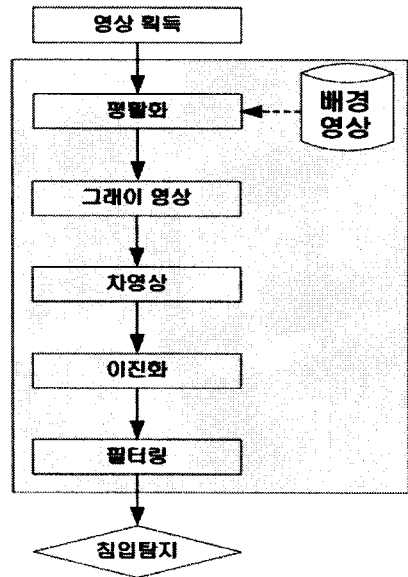 영상 획득
평활화
배경
영상
그래이 영상
차영상
이진화
필터링
침입탐지